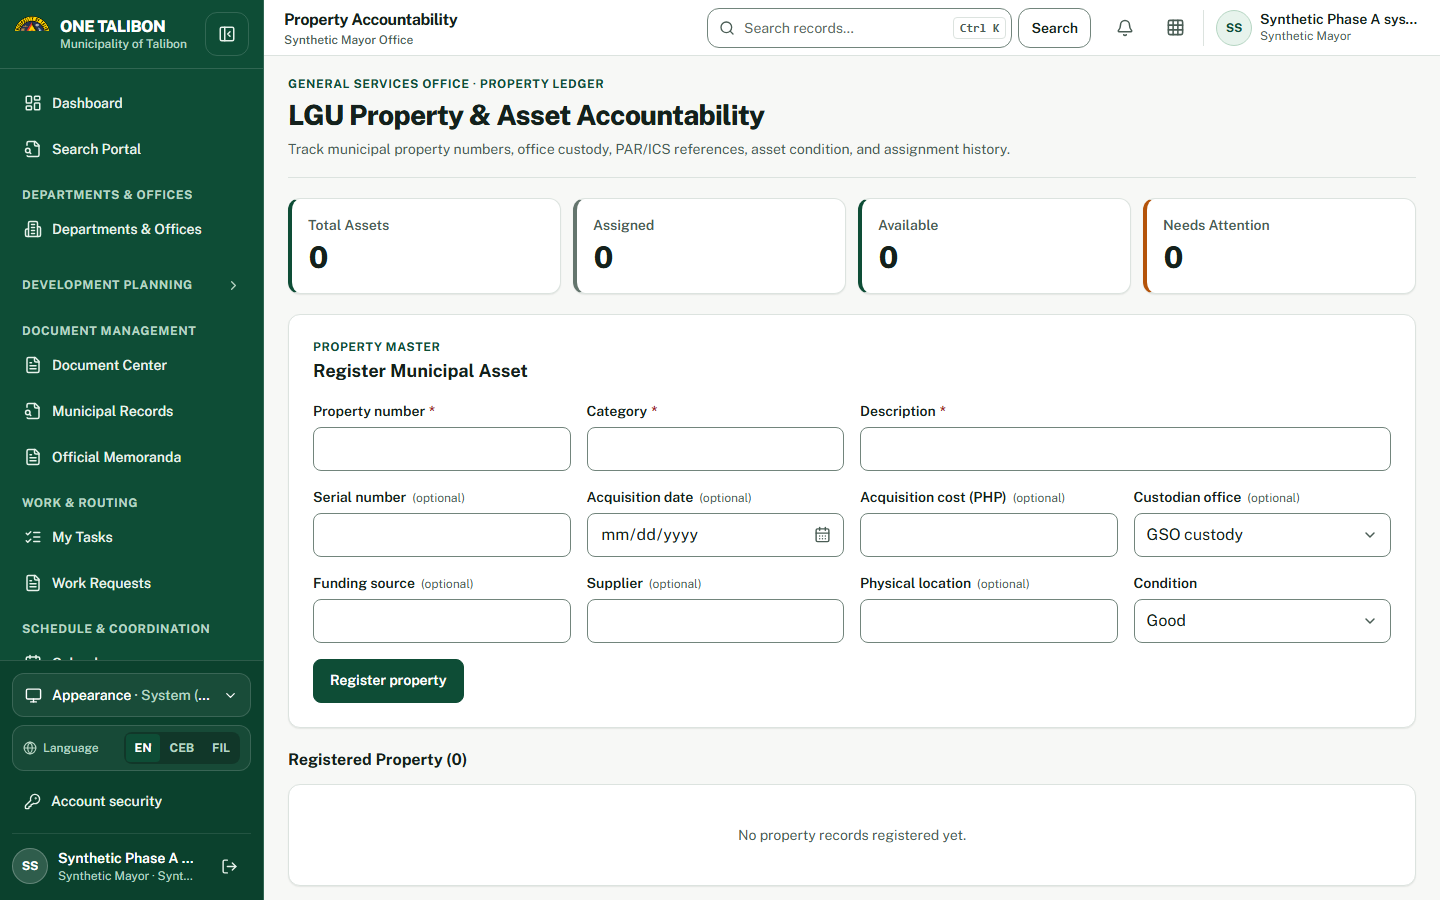 ONE TALIBON
Municipality of Talibon
Dashboard
Search Portal
DEPARTMENTS & OFFICES
Departments & Offices
DEVELOPMENT PLANNING
DOCUMENT MANAGEMENT
Document Center
Municipal Records
Official Memoranda
WORK & ROUTING
My Tasks
Work Requests
SCHEDULE & COORDINATION
Appearance · System (...
Language EN CEB FIL
Account security
SS Synthetic Phase A ...
Synthetic Mayor · Synt...
Property Accountability
Synthetic Mayor Office
Search records... Ctrl K Search
SS Synthetic Phase A sys...
Synthetic Mayor
GENERAL SERVICES OFFICE · PROPERTY LEDGER
LGU Property & Asset Accountability
Track municipal property numbers, office custody, PAR/ICS references, asset condition, and assignment history.
Total Assets
0
Assigned
0
Available
0
Needs Attention
0
PROPERTY MASTER
Register Municipal Asset
Property number * Category * Description *
Serial number (optional) Acquisition date (optional) Acquisition cost (PHP) (optional) Custodian office (optional)
mm/dd/yyyy GSO custody
Funding source (optional) Supplier (optional) Physical location (optional) Condition
Good
Register property
Registered Property (0)
No property records registered yet.